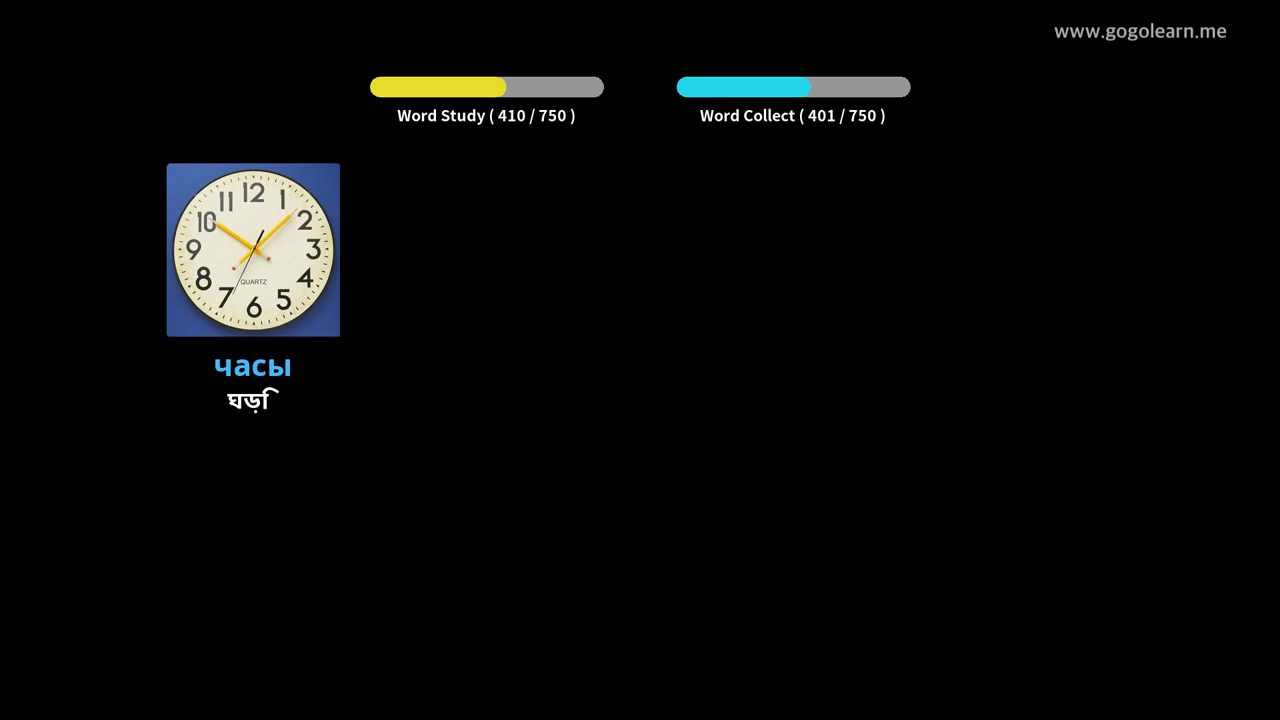 www.gogolearn.me
Word Study ( 410 / 750 )
Word Collect ( 401 / 750 )
12
11 1
10 2
9 3
8 4
QUARTZ
7 5
6
часы
ঘড়ি